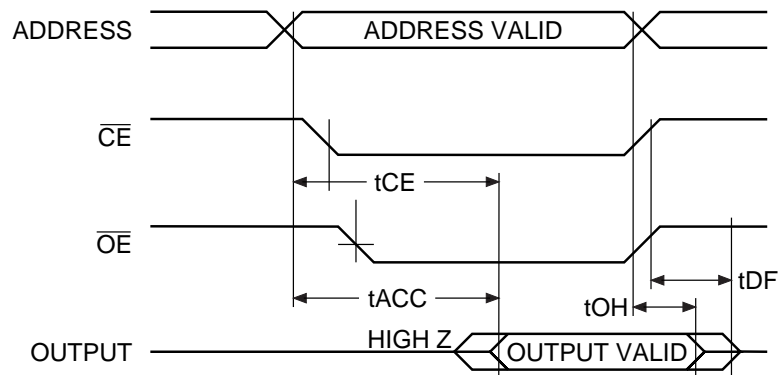 ADDRESS
ADDRESS VALID
CE
tCE
OE
tACC
tOH
tDF
OUTPUT
HIGH Z
OUTPUT VALID